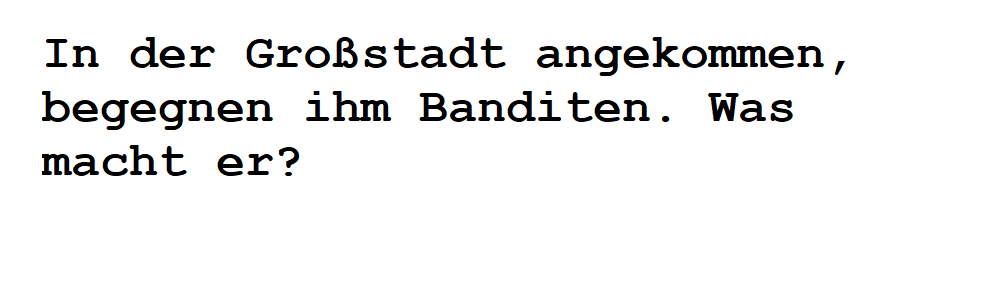 In der Großstadt angekommen,
begegnen ihm Banditen. Was
macht er?